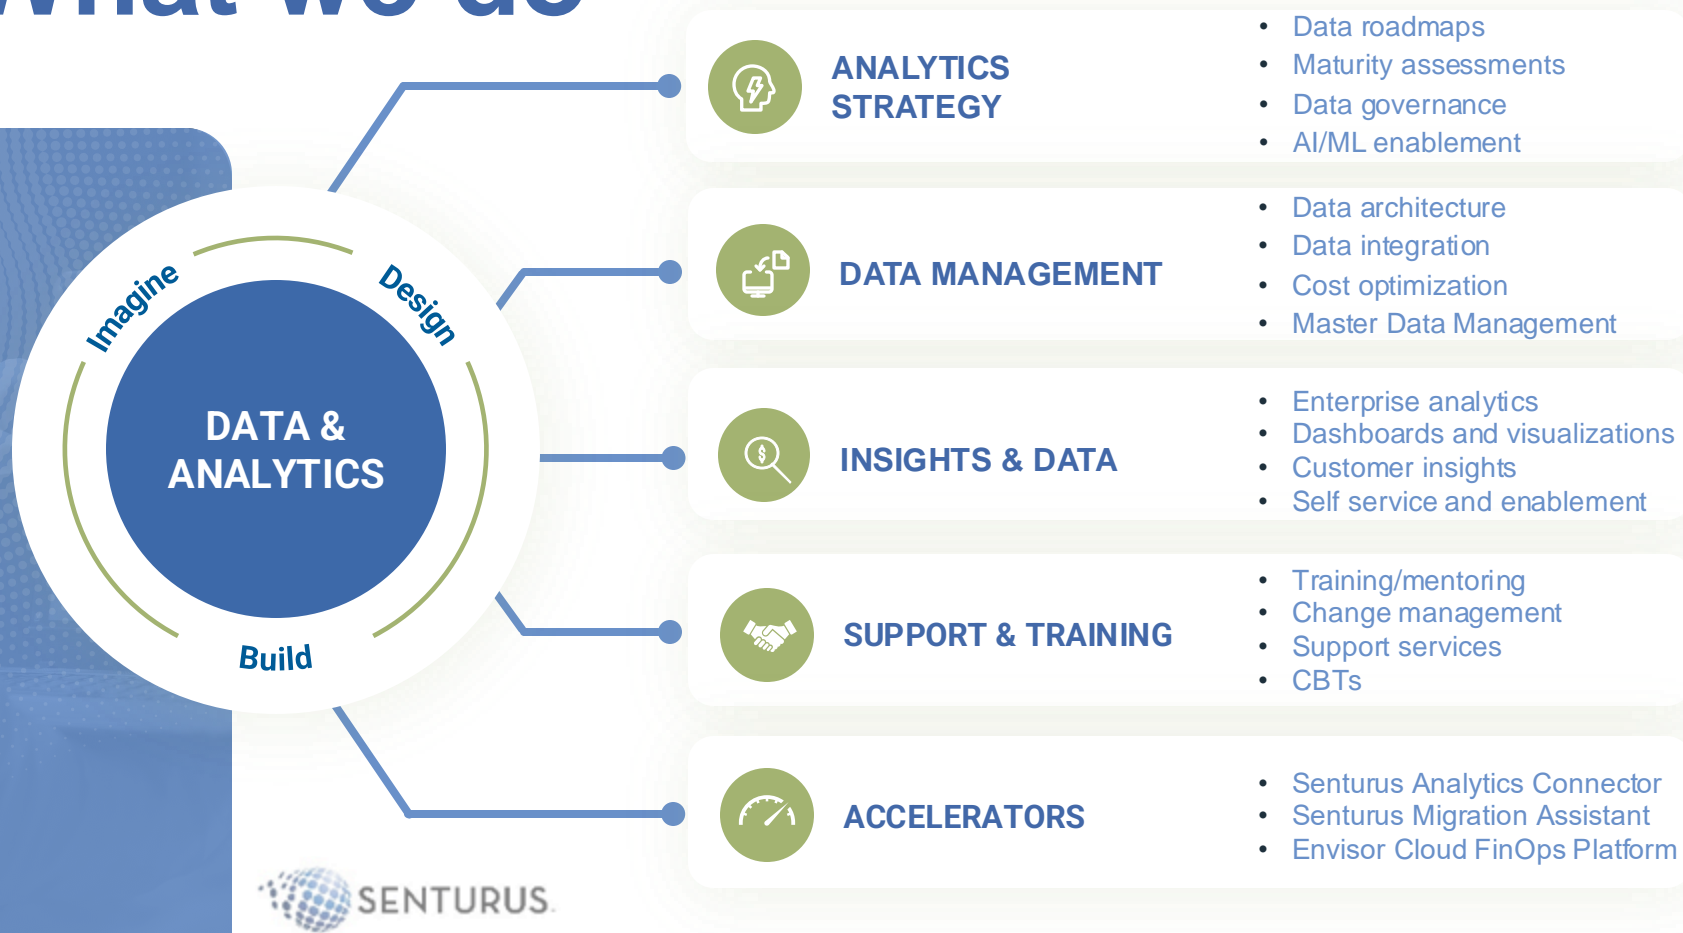 What we do
Imagine
Design
DATA &
ANALYTICS
Build
ANALYTICS
STRATEGY
• Data roadmaps
• Maturity assessments
• Data governance
• AI/ML enablement
DATA MANAGEMENT
• Data architecture
• Data integration
• Cost optimization
• Master Data Management
INSIGHTS & DATA
• Enterprise analytics
• Dashboards and visualizations
• Customer insights
• Self service and enablement
SUPPORT & TRAINING
• Training/mentoring
• Change management
• Support services
• CBTs
ACCELERATORS
• Senturus Analytics Connector
• Senturus Migration Assistant
• Envisor Cloud FinOps Platform
SENTURUS